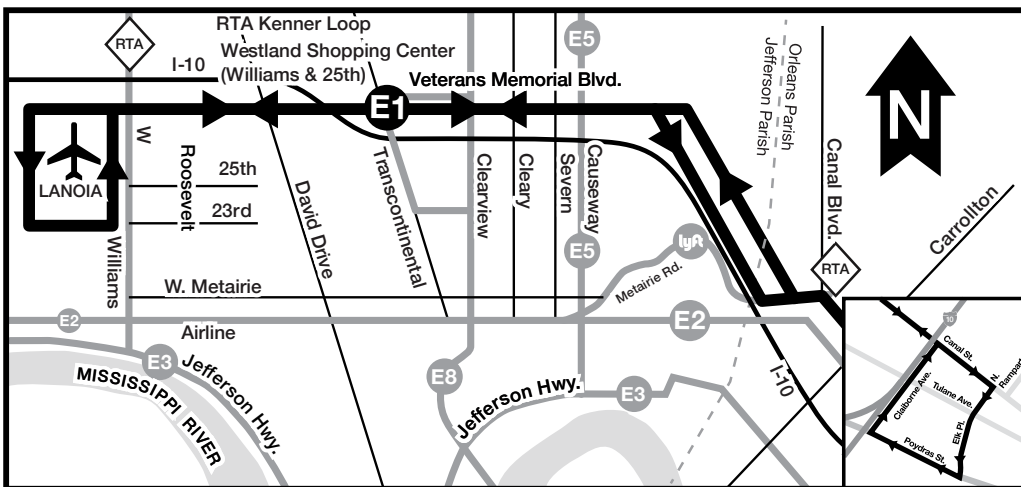 RTA Kenner Loop
Westland Shopping Center
(Williams & 25th)
RTA
I-10
E1
Veterans Memorial Blvd.
E5
Orleans Parish
Jefferson Parish
N
W
Williams
LANOIA
Roosevelt
25th
23rd
David Drive
Transcontinental
Clearview
Cleary
Severn
Causeway
E5
lyft
Metairie Rd.
Canal Blvd.
RTA
Carrollton
W. Metairie
E2
Airline
E2
E3
Jefferson Hwy.
MISSISSIPPI RIVER
E8
Jefferson Hwy.
E3
I-10
10
Canal St.
N.
Rampar
Claiborne Ave.
Tulane Ave.
Elk Pl.
Poydras St.